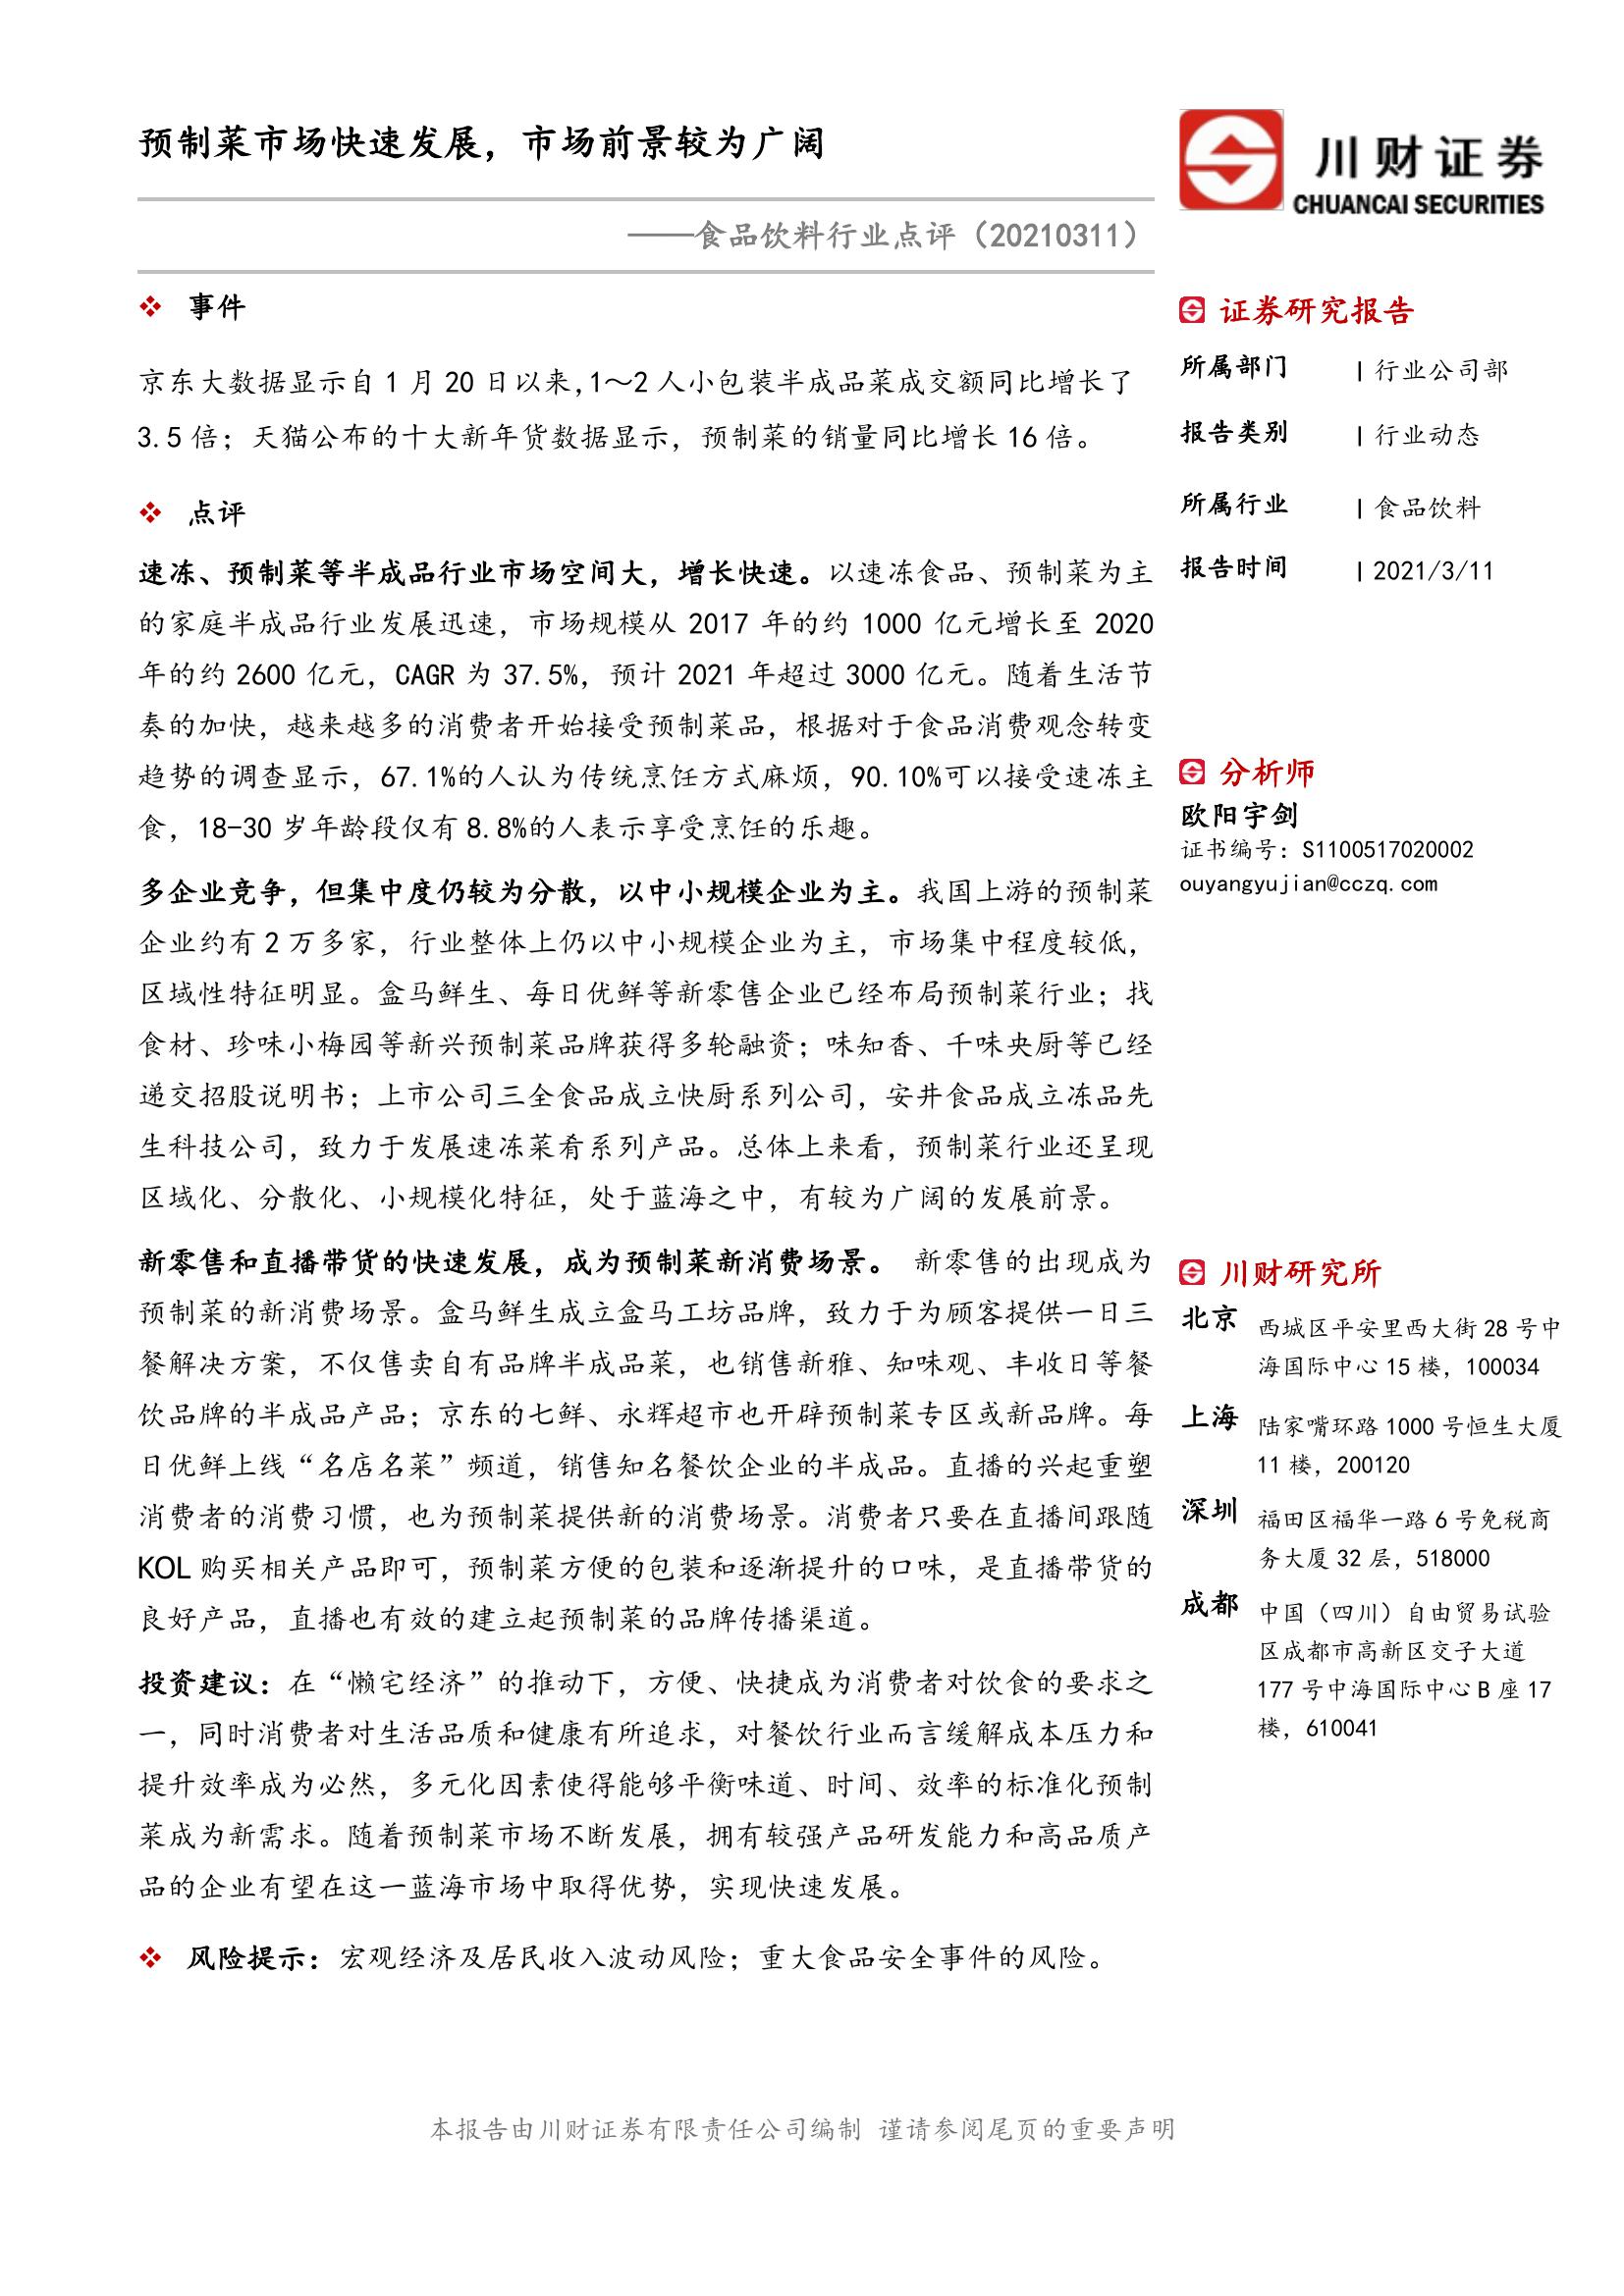 预制菜市场快速发展，市场前景较为广阔
——食品饮料行业点评（20210311）
川财证券
CHUANCAI SECURITIES
❖ 事件
京东大数据显示自1月20日以来,1～2人小包装半成品菜成交额同比增长了
3.5倍；天猫公布的十大新年货数据显示，预制菜的销量同比增长16倍。
❖ 点评
速冻、预制菜等半成品行业市场空间大，增长快速。以速冻食品、预制菜为主
的家庭半成品行业发展迅速，市场规模从 2017 年的约 1000 亿元增长至 2020
年的约 2600 亿元，CAGR 为 37.5%，预计 2021 年超过 3000 亿元。随着生活节
奏的加快，越来越多的消费者开始接受预制菜品，根据对于食品消费观念转变
趋势的调查显示，67.1%的人认为传统烹饪方式麻烦，90.10%可以接受速冻主
食，18-30 岁年龄段仅有 8.8%的人表示享受烹饪的乐趣。
多企业竞争，但集中度仍较为分散，以中小规模企业为主。我国上游的预制菜
企业约有 2 万多家，行业整体上仍以中小规模企业为主，市场集中程度较低，
区域性特征明显。盒马鲜生、每日优鲜等新零售企业已经布局预制菜行业；找
食材、珍味小梅园等新兴预制菜品牌获得多轮融资；味知香、千味央厨等已经
递交招股说明书；上市公司三全食品成立快厨系列公司，安井食品成立冻品先
生科技公司，致力于发展速冻菜肴系列产品。总体上来看，预制菜行业还呈现
区域化、分散化、小规模化特征，处于蓝海之中，有较为广阔的发展前景。
新零售和直播带货的快速发展，成为预制菜新消费场景。 新零售的出现成为
预制菜的新消费场景。盒马鲜生成立盒马工坊品牌，致力于为顾客提供一日三
餐解决方案，不仅售卖自有品牌半成品菜，也销售新雅、知味观、丰收日等餐
饮品牌的半成品产品；京东的七鲜、永辉超市也开辟预制菜专区或新品牌。每
日优鲜上线“名店名菜”频道，销售知名餐饮企业的半成品。直播的兴起重塑
消费者的消费习惯，也为预制菜提供新的消费场景。消费者只要在直播间跟随
KOL 购买相关产品即可，预制菜方便的包装和逐渐提升的口味，是直播带货的
良好产品，直播也有效的建立起预制菜的品牌传播渠道。
投资建议：在“懒宅经济”的推动下，方便、快捷成为消费者对饮食的要求之
一，同时消费者对生活品质和健康有所追求，对餐饮行业而言缓解成本压力和
提升效率成为必然，多元化因素使得能够平衡味道、时间、效率的标准化预制
菜成为新需求。随着预制菜市场不断发展，拥有较强产品研发能力和高品质产
品的企业有望在这一蓝海市场中取得优势，实现快速发展。
❖ 风险提示：宏观经济及居民收入波动风险；重大食品安全事件的风险。
证券研究报告
所属部门 | 行业公司部
报告类别 | 行业动态
所属行业 | 食品饮料
报告时间 | 2021/3/11
分析师
欧阳宇剑
证书编号：S1100517020002
ouyangyujian@cczq.com
川财研究所
北京 西城区平安里西大街 28 号中
海国际中心 15 楼，100034
上海 陆家嘴环路 1000 号恒生大厦
11 楼，200120
深圳 福田区福华一路 6 号免税商
务大厦 32 层，518000
成都 中国（四川）自由贸易试验
区成都市高新区交子大道
177 号中海国际中心 B 座 17
楼，610041
本报告由川财证券有限责任公司编制 谨请参阅尾页的重要声明